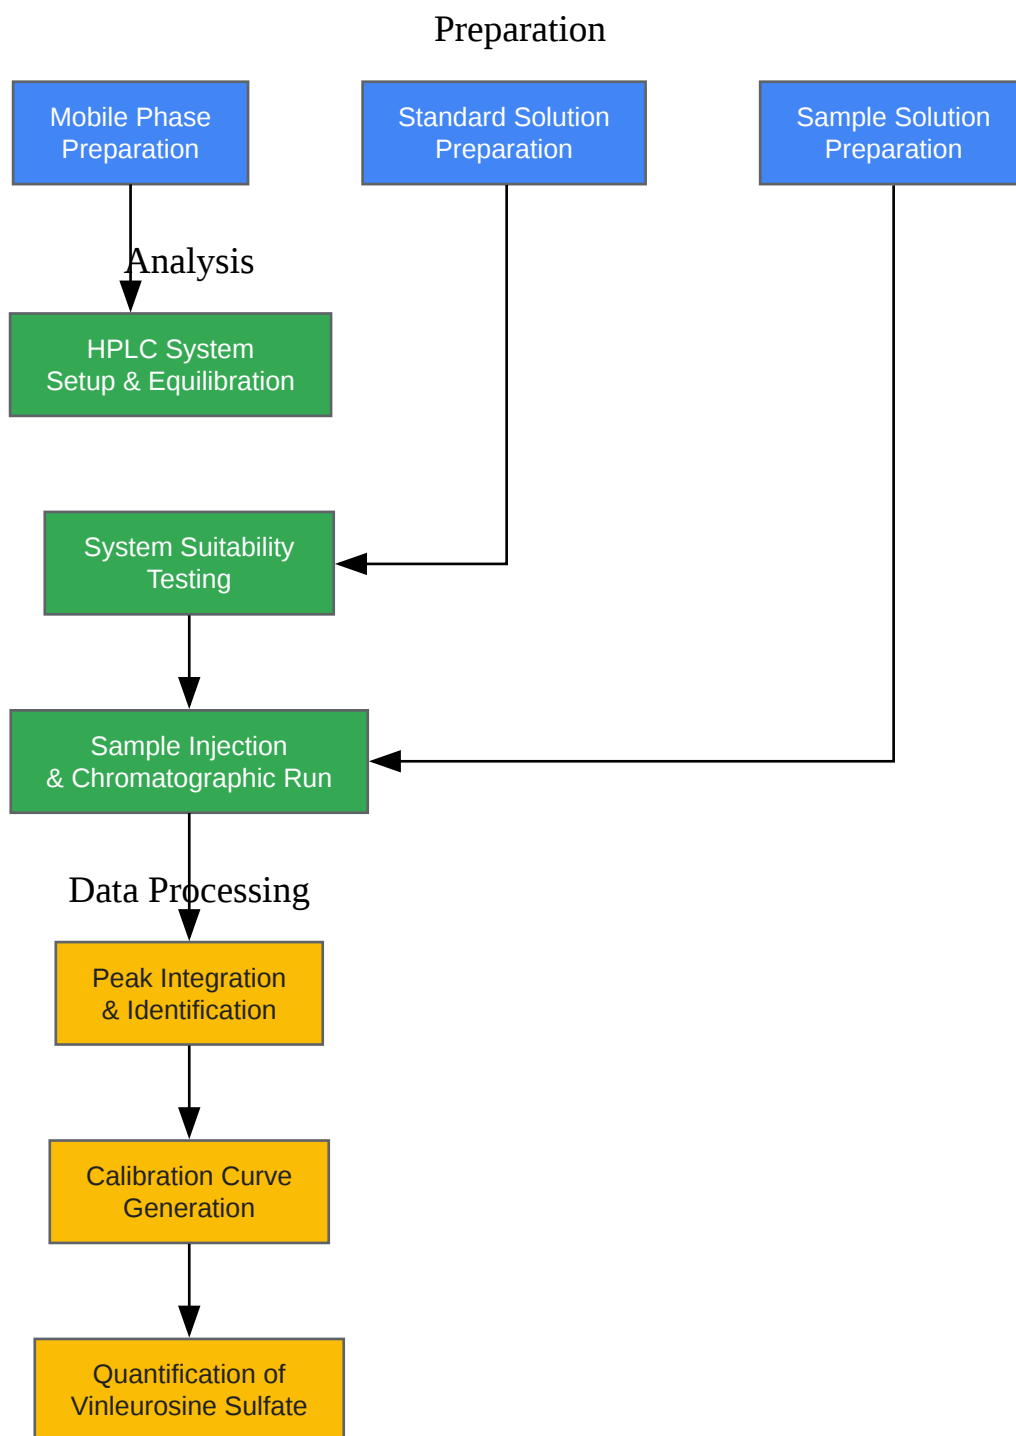 Preparation
Mobile Phase
Preparation
Standard Solution
Preparation
Sample Solution
Preparation
Analysis
HPLC System
Setup & Equilibration
System Suitability
Testing
Sample Injection
& Chromatographic Run
Data Processing
Peak Integration
& Identification
Calibration Curve
Generation
Quantification of
Vinleurosine Sulfate